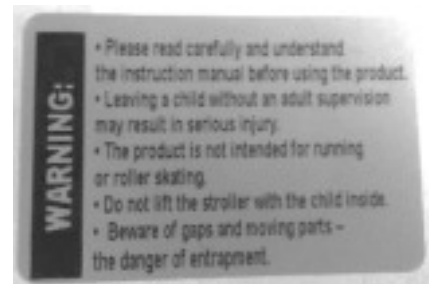 WARNING:
• Please read carefully and understand
the instruction manual before using the product.
• Leaving a child without an adult supervision
may result in serious injury.
• The product is not intended for running
or roller skating.
• Do not lift the stroller with the child inside.
• Beware of gaps and moving parts –
the danger of entrapment.